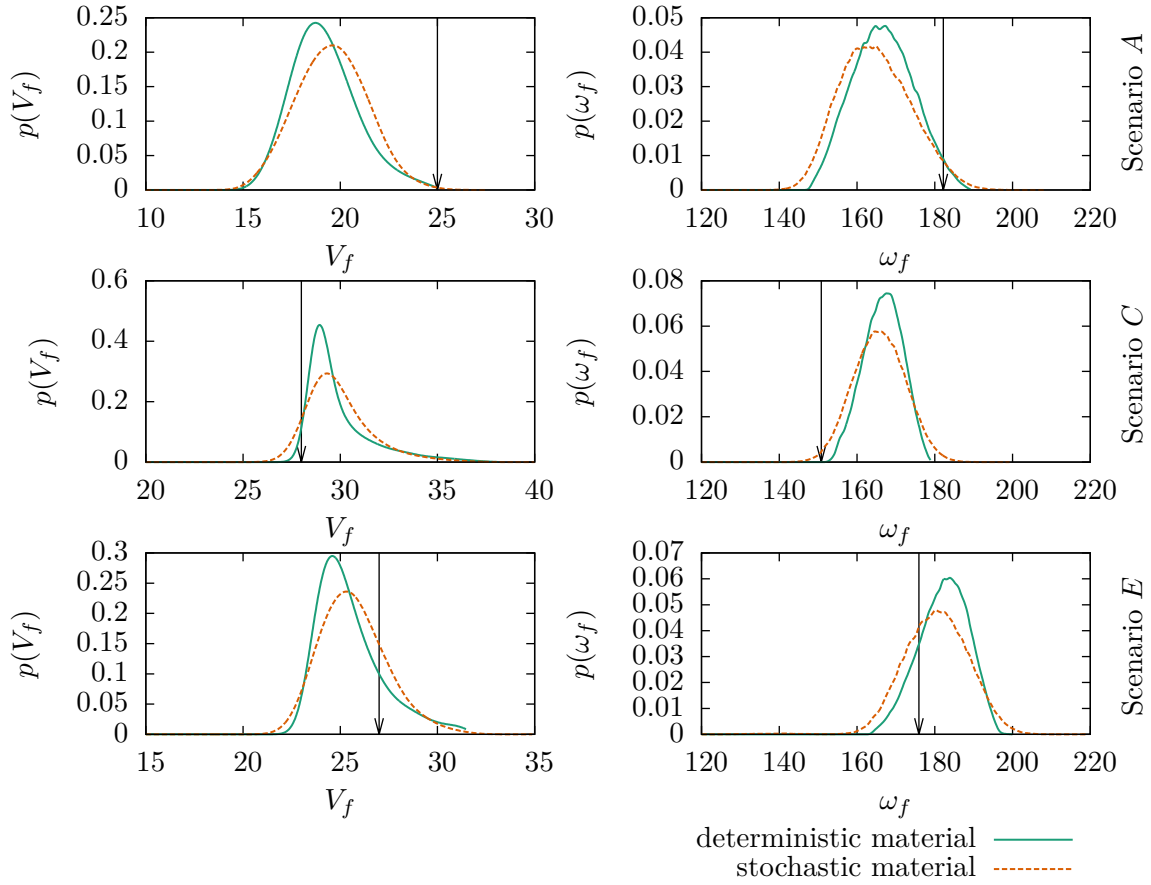 0.25
0.2
0.15
0.1
0.05
0
10 15 20 25 30
p(V_f)
V_f
0.05
0.04
0.03
0.02
0.01
0
120 140 160 180 200 220
p(ω_f)
ω_f
Scenario A
0.6
0.4
0.2
0
20 25 30 35 40
p(V_f)
V_f
0.08
0.06
0.04
0.02
0
120 140 160 180 200 220
p(ω_f)
ω_f
Scenario C
0.3
0.25
0.2
0.15
0.1
0.05
0
15 20 25 30 35
p(V_f)
V_f
0.07
0.06
0.05
0.04
0.03
0.02
0.01
0
120 140 160 180 200 220
p(ω_f)
ω_f
Scenario E
deterministic material
stochastic material